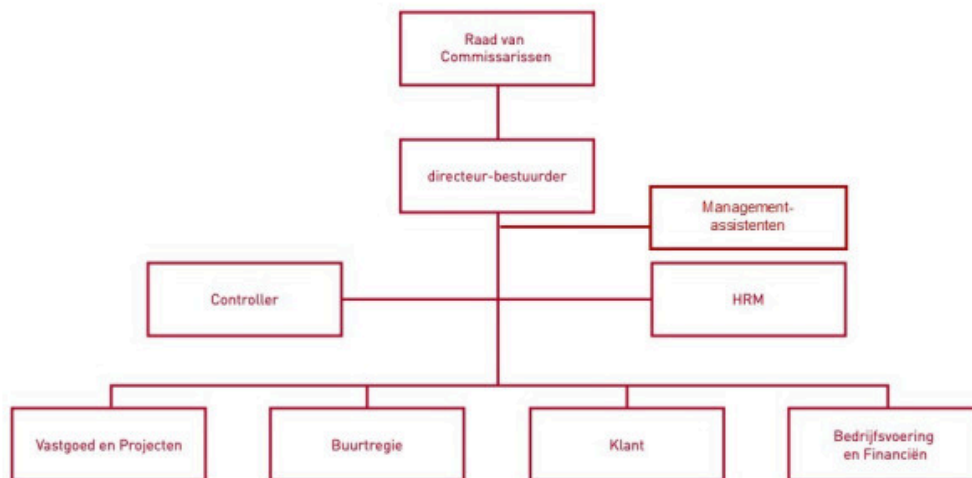 Raad van
Commissarissen
directeur-bestuurder
Management-
assistenten
Controller
HRM
Vastgoed en Projecten
Buurtregie
Klant
Bedrijfsvoering
en Financiën